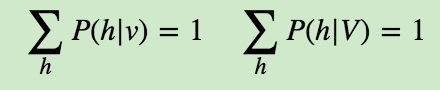 ∑_h P(h|v) = 1   ∑_h P(h|V) = 1